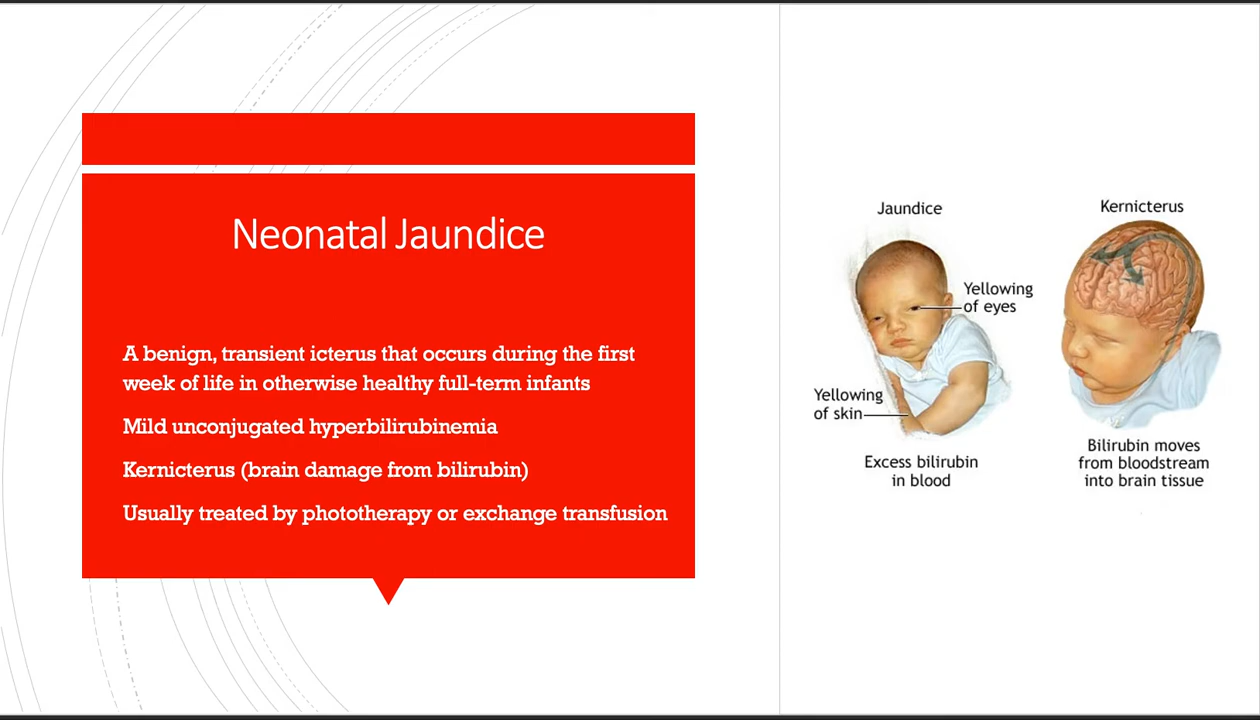 Neonatal Jaundice
A benign, transient icterus that occurs during the first
week of life in otherwise healthy full-term infants
Mild unconjugated hyperbilirubinemia
Kernicterus (brain damage from bilirubin)
Usually treated by phototherapy or exchange transfusion
Jaundice
Yellowing
of eyes
Yellowing
of skin
Excess bilirubin
in blood
Kernicterus
Bilirubin moves
from bloodstream
into brain tissue